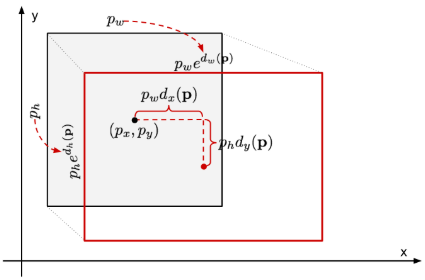 p_w
y
p_w e^{d_w(𝐩)}
p_w d_x(𝐩)
p_h
(p_x, p_y)
p_h d_y(𝐩)
p_h e^{d_h(𝐩)}
x